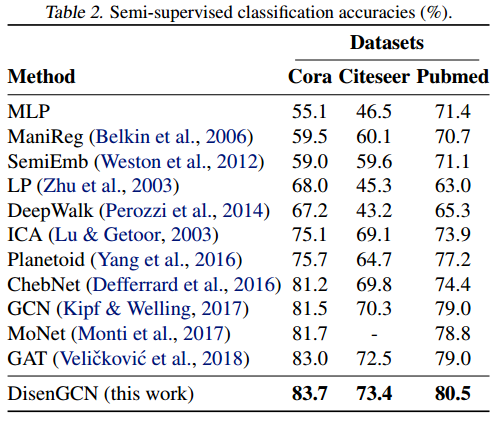 Table 2. Semi-supervised classification accuracies (%).
Datasets
Method Cora Citeseer Pubmed
MLP 55.1 46.5 71.4
ManiReg (Belkin et al., 2006) 59.5 60.1 70.7
SemiEmb (Weston et al., 2012) 59.0 59.6 71.1
LP (Zhu et al., 2003) 68.0 45.3 63.0
DeepWalk (Perozzi et al., 2014) 67.2 43.2 65.3
ICA (Lu & Getoor, 2003) 75.1 69.1 73.9
Planetoid (Yang et al., 2016) 75.7 64.7 77.2
ChebNet (Defferrard et al., 2016) 81.2 69.8 74.4
GCN (Kipf & Welling, 2017) 81.5 70.3 79.0
MoNet (Monti et al., 2017) 81.7 - 78.8
GAT (Veličković et al., 2018) 83.0 72.5 79.0
DisenGCN (this work) 83.7 73.4 80.5